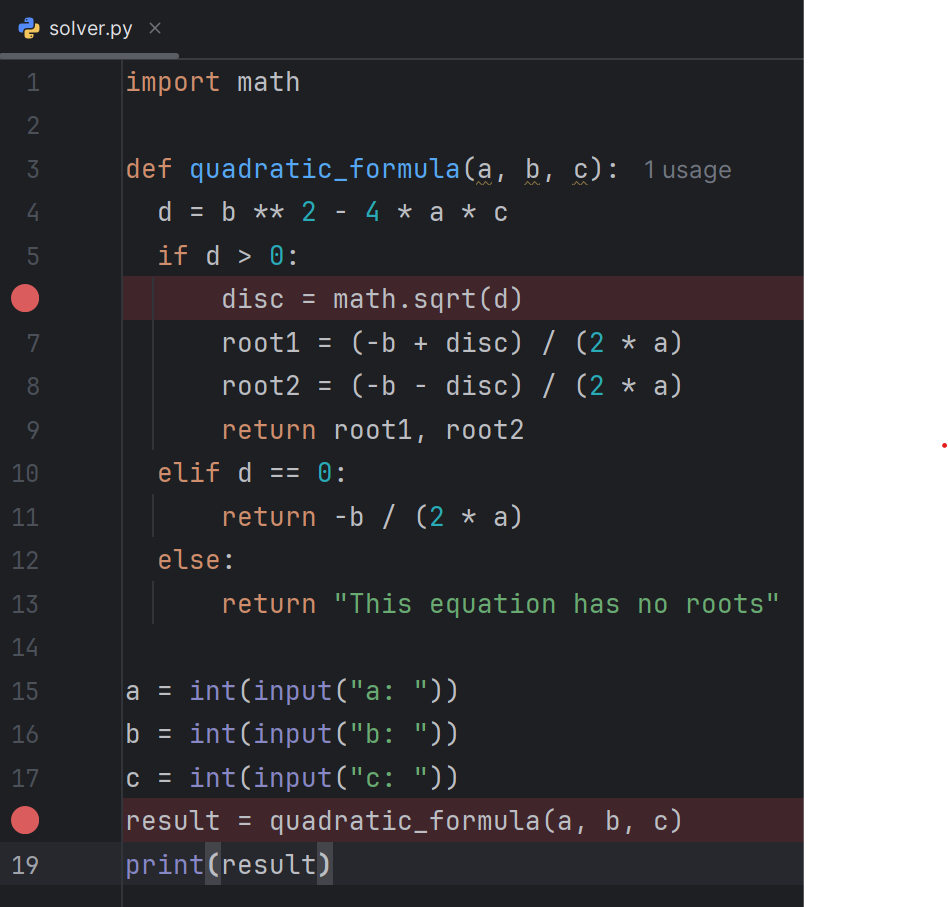 solver.py ×
1 import math
2
3 def quadratic_formula(a, b, c): 1 usage
4   d = b ** 2 - 4 * a * c
5   if d > 0:
      disc = math.sqrt(d)
7       root1 = (-b + disc) / (2 * a)
8       root2 = (-b - disc) / (2 * a)
9       return root1, root2
10   elif d == 0:
11       return -b / (2 * a)
12   else:
13       return "This equation has no roots"
14
15 a = int(input("a: "))
16 b = int(input("b: "))
17 c = int(input("c: "))
result = quadratic_formula(a, b, c)
19 print(result)